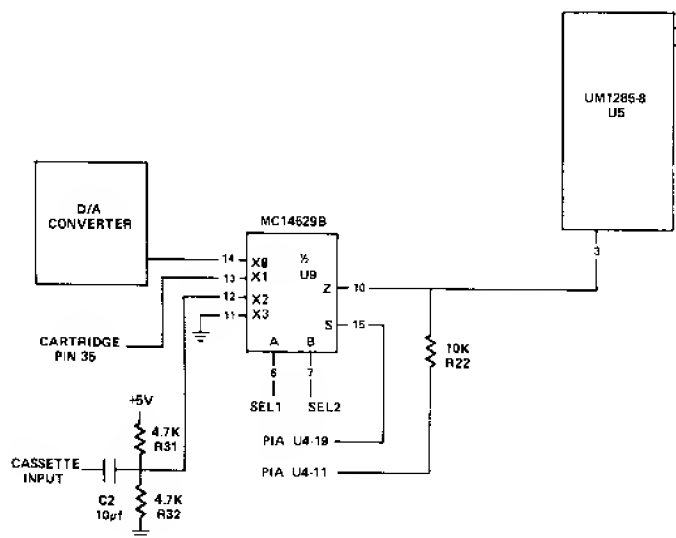 UM1285-8
U5
D/A
CONVERTER
MC14529B
14
X0
½
U9
13
X1
12
X2
Z
10
11
X3
S
15
3
CARTRIDGE
PIN 35
A
B
6
7
10K
R22
SEL1
SEL2
+5V
4.7K
R31
PIA U4-19
CASSETTE
INPUT
PIA U4-11
C2
10µf
4.7K
R32